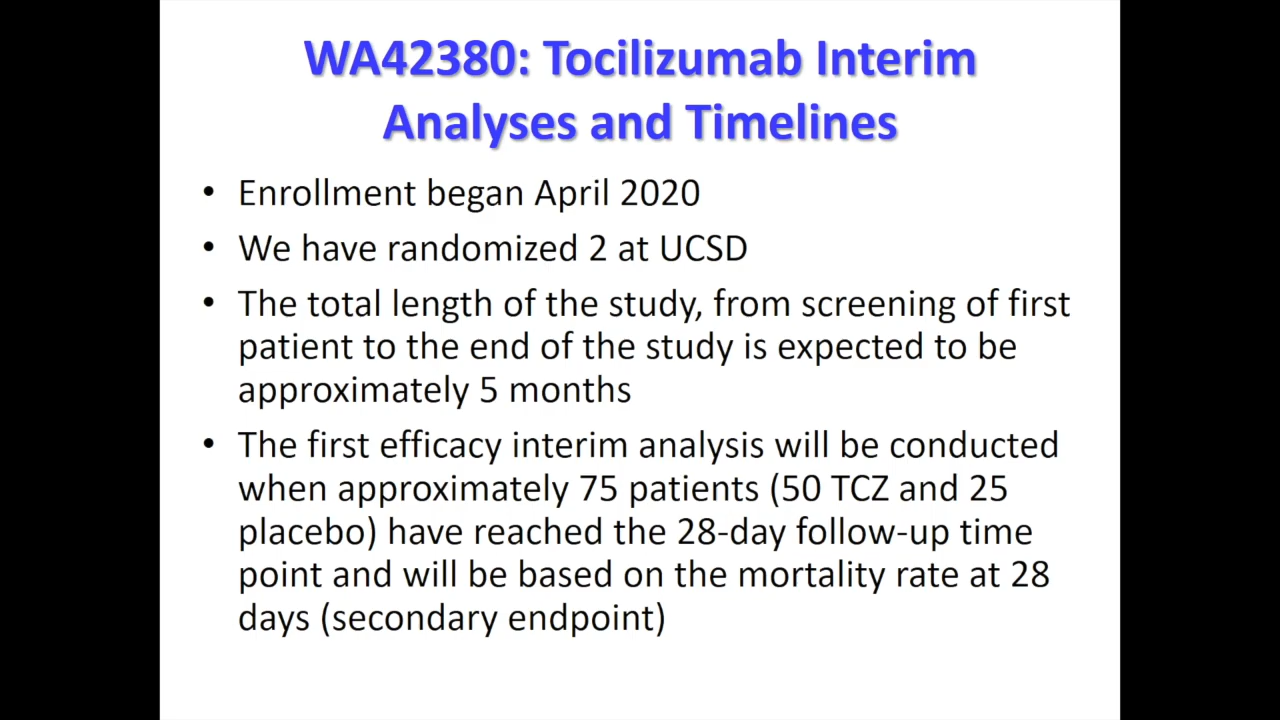 WA42380: Tocilizumab Interim
Analyses and Timelines
• Enrollment began April 2020
• We have randomized 2 at UCSD
• The total length of the study, from screening of first
patient to the end of the study is expected to be
approximately 5 months
• The first efficacy interim analysis will be conducted
when approximately 75 patients (50 TCZ and 25
placebo) have reached the 28-day follow-up time
point and will be based on the mortality rate at 28
days (secondary endpoint)